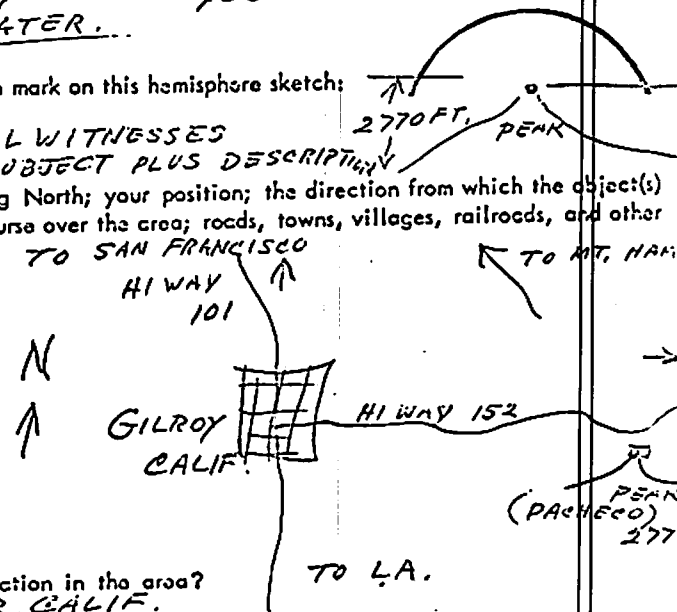 TER.
mark on this hemisphere sketch:
2770 FT.
PEAK
L WITNESSES
OBJECT PLUS DESCRIPTION
g North; your position; the direction from which the object(s)
urse over the area; roads, towns, villages, railroads, and other
TO SAN FRANCISCO
TO MT. HAM
HI WAY
101
N
GILROY
CALIF.
HI WAY 152
PEAK
(PACHECO)
277
TO L.A.
ction in the area?
CALIF.